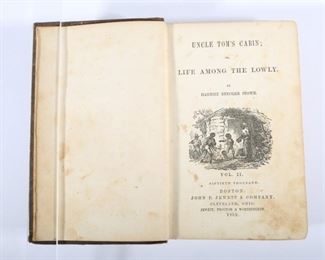 UNCLE TOM'S CABIN;
OR,
LIFE AMONG THE LOWLY.
BY
HARRIET BEECHER STOWE.
VOL. II.
BOSTON:
JOHN P. JEWETT & COMPANY.
CLEVELAND, OHIO:
JEWETT, PROCTOR & WORTHINGTON.
1852.